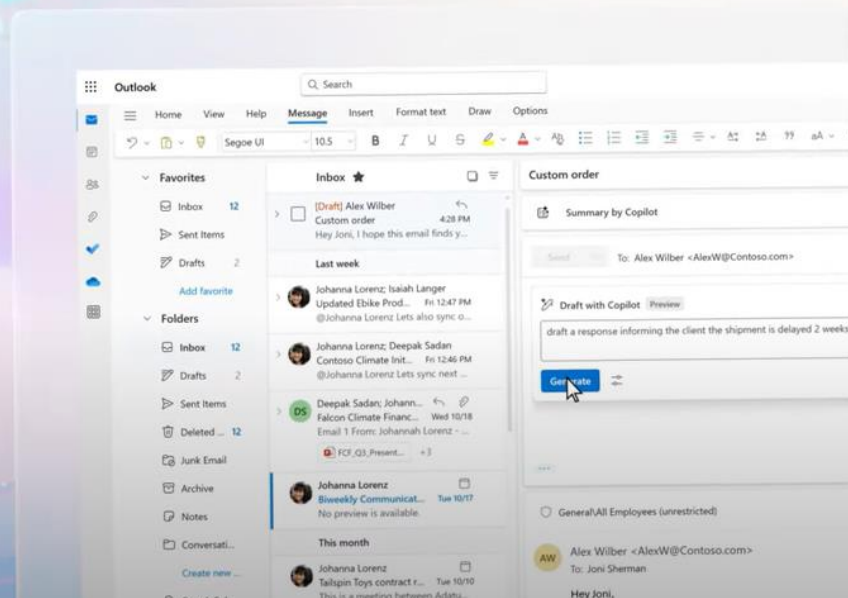 Outlook
Search
Home View Help Message Insert Format text Draw Options
Segoe UI 10.5 B I U S A aA
Favorites
Inbox 12
Sent Items
Drafts 2
Add favorite
Folders
Inbox 12
Drafts 2
Sent Items
Deleted ... 12
Junk Email
Archive
Notes
Conversati...
Create new ...
Inbox
[Draft] Alex Wilber
Custom order 4:28 PM
Hey Joni, I hope this email finds y...
Last week
Johanna Lorenz; Isaiah Langer
Updated Ebike Prod... Fri 12:47 PM
@Johanna Lorenz Lets also sync o...
Johanna Lorenz; Deepak Sadan
Contoso Climate Init... Fri 12:46 PM
@Johanna Lorenz Lets sync next ...
DS
Deepak Sadan; Johann...
Falcon Climate Financ... Wed 10/18
Email 1 From: Johannah Lorenz - ...
FCF_Q3_Present... +3
Johanna Lorenz
Biweekly Communicat... Tue 10/17
No preview is available.
This month
Johanna Lorenz
Tailspin Toys contract r... Tue 10/10
This is a meeting between Adatu...
Custom order
Summary by Copilot
Send To: Alex Wilber <AlexW@Contoso.com>
Draft with Copilot Preview
draft a response informing the client the shipment is delayed 2 weeks
Generate
General\All Employees (unrestricted)
AW
Alex Wilber <AlexW@Contoso.com>
To: Joni Sherman
Hey Joni,